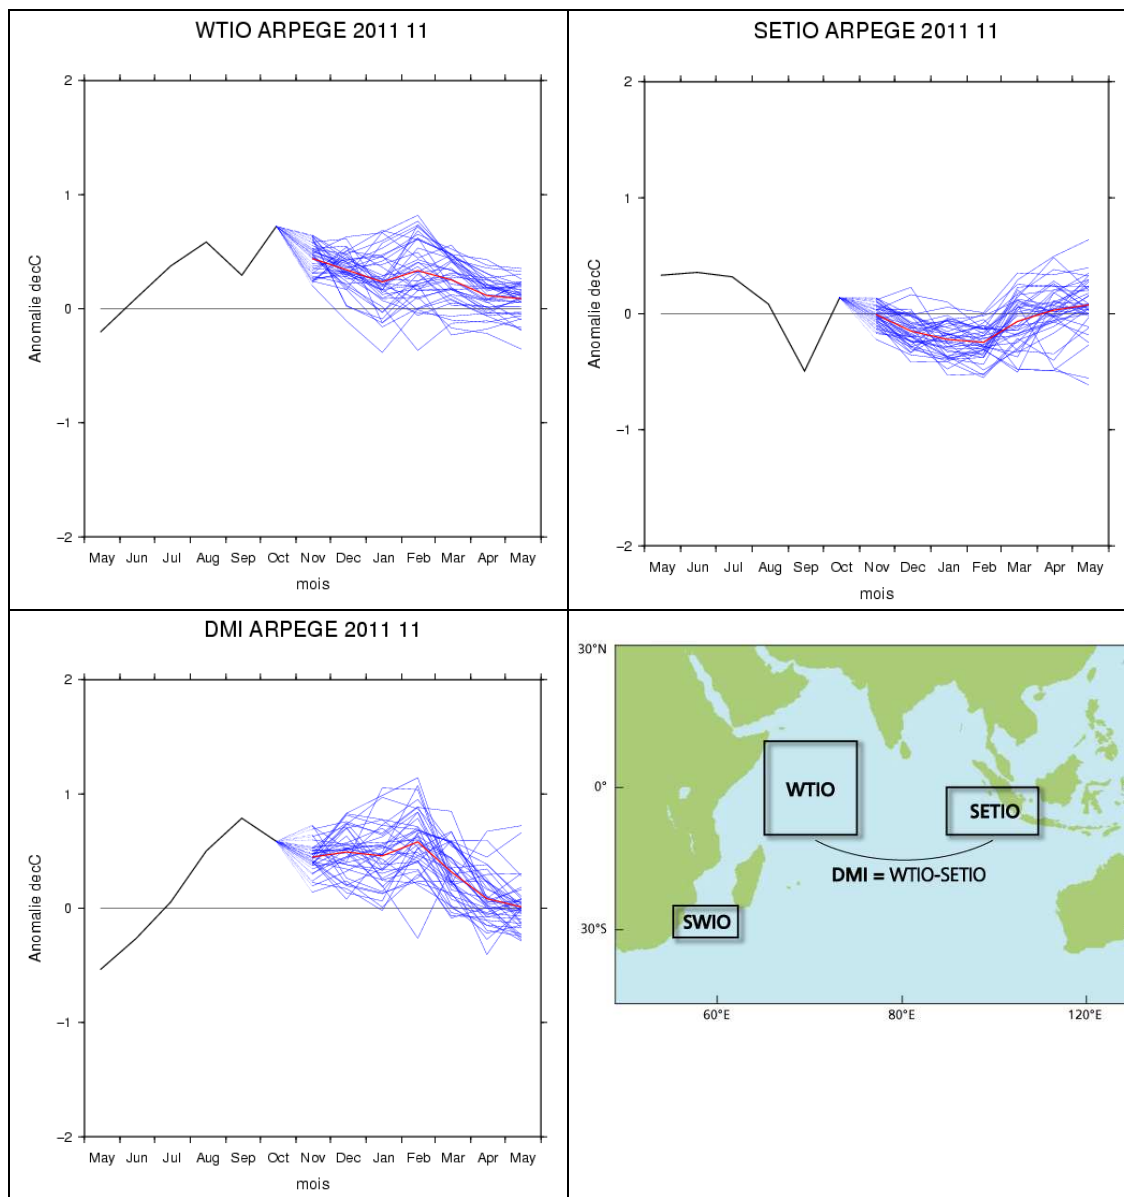 WTIO ARPEGE 2011 11
2
1
0
−1
−2
Anomalie decC
May Jun Jul Aug Sep Oct Nov Dec Jan Feb Mar Apr May
mois
SETIO ARPEGE 2011 11
2
1
0
−1
−2
Anomalie decC
May Jun Jul Aug Sep Oct Nov Dec Jan Feb Mar Apr May
mois
DMI ARPEGE 2011 11
2
1
0
−1
−2
Anomalie decC
May Jun Jul Aug Sep Oct Nov Dec Jan Feb Mar Apr May
mois
30°N
0°
30°S
WTIO
SETIO
DMI = WTIO-SETIO
SWIO
60°E 80°E 120°E